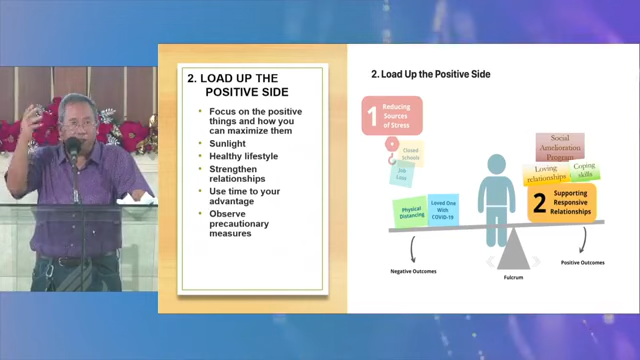 2. LOAD UP THE
POSITIVE SIDE
• Focus on the positive
things and how you
can maximize them
• Sunlight
• Healthy lifestyle
• Strengthen
relationships
• Use time to your
advantage
• Observe
precautionary
measures
2. Load Up the Positive Side
1 Reducing
Sources
of Stress
Closed
Schools
Job
Loss
Physical
Distancing
Loved One
With
COVID-19
Social
Amelioration
Program
Loving
relationships
Coping
skills
2 Supporting
Responsive
Relationships
Negative Outcomes
Fulcrum
Positive Outcomes